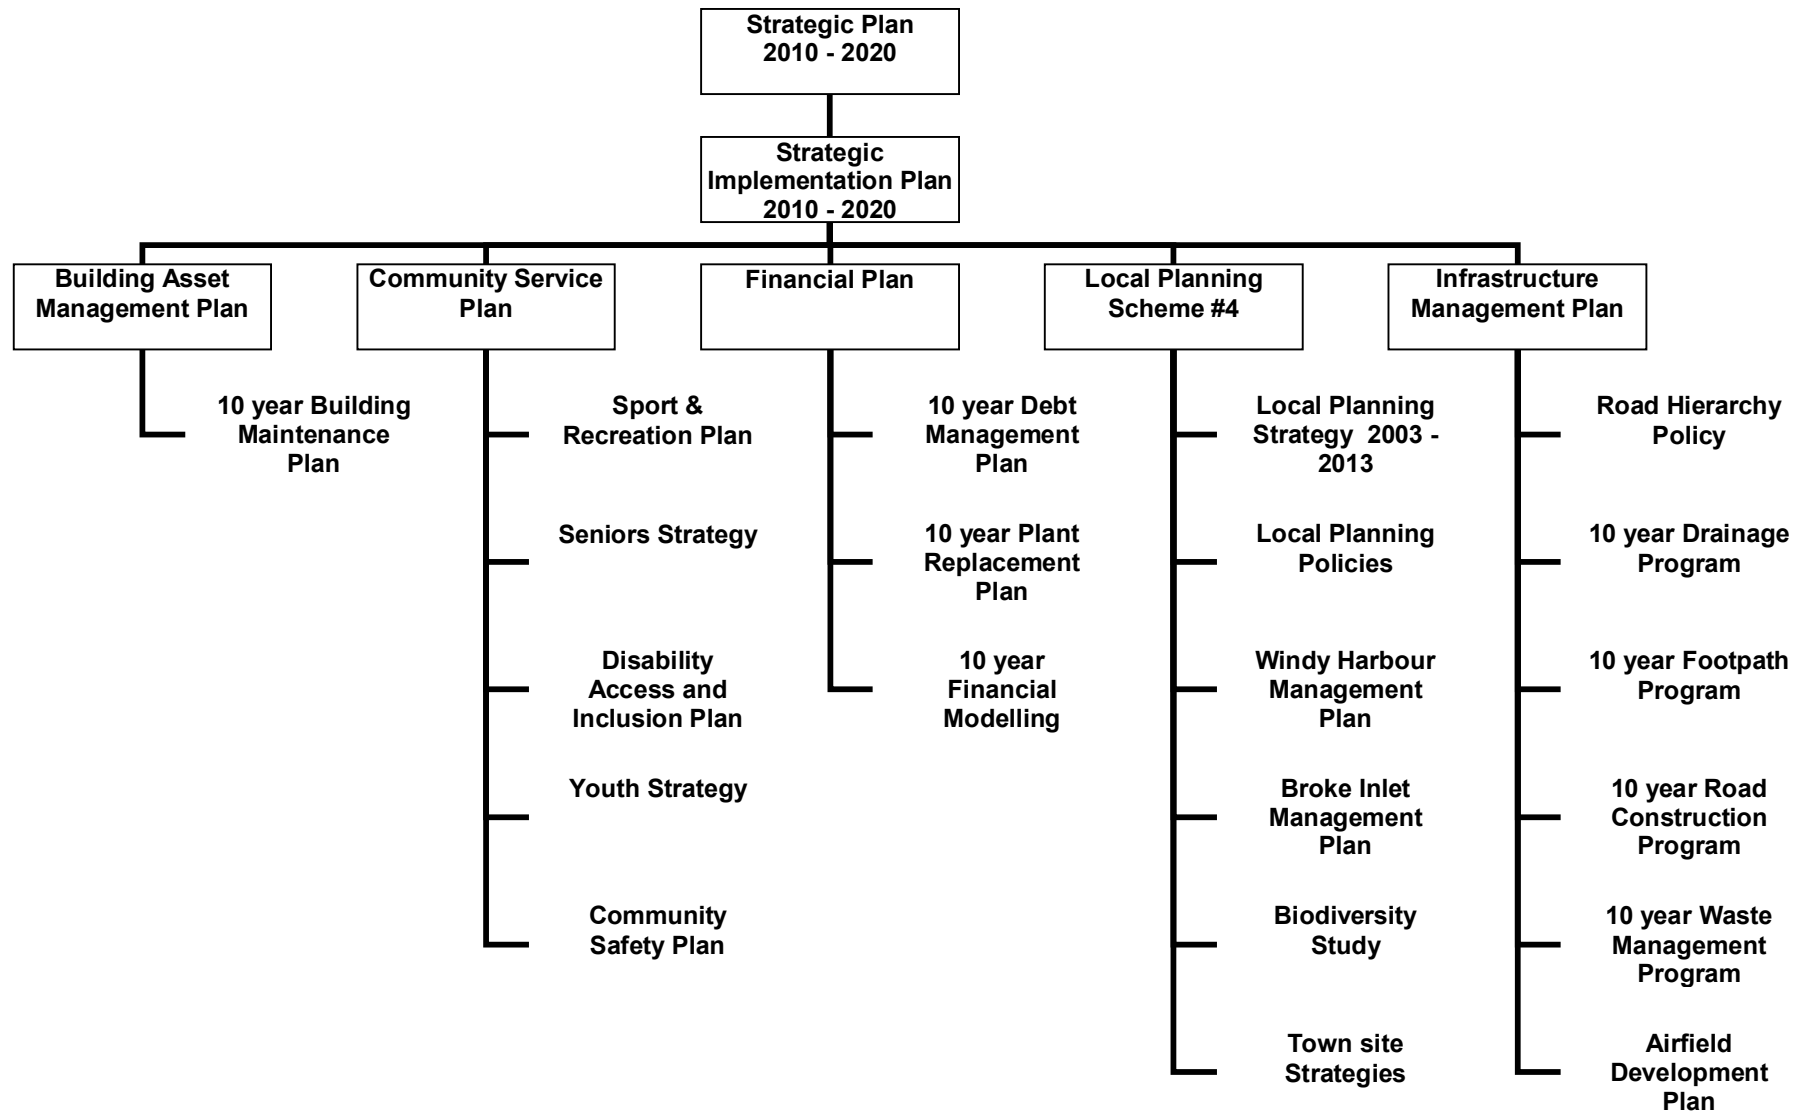 Strategic Plan
2010 - 2020
Strategic
Implementation Plan
2010 - 2020
Building Asset
Management Plan
10 year Building
Maintenance
Plan
Community Service
Plan
Sport &
Recreation Plan
Seniors Strategy
Disability
Access and
Inclusion Plan
Youth Strategy
Community
Safety Plan
Financial Plan
10 year Debt
Management
Plan
10 year Plant
Replacement
Plan
10 year
Financial
Modelling
Local Planning
Scheme #4
Local Planning
Strategy 2003 -
2013
Local Planning
Policies
Windy Harbour
Management
Plan
Broke Inlet
Management
Plan
Biodiversity
Study
Town site
Strategies
Infrastructure
Management Plan
Road Hierarchy
Policy
10 year Drainage
Program
10 year Footpath
Program
10 year Road
Construction
Program
10 year Waste
Management
Program
Airfield
Development
Plan